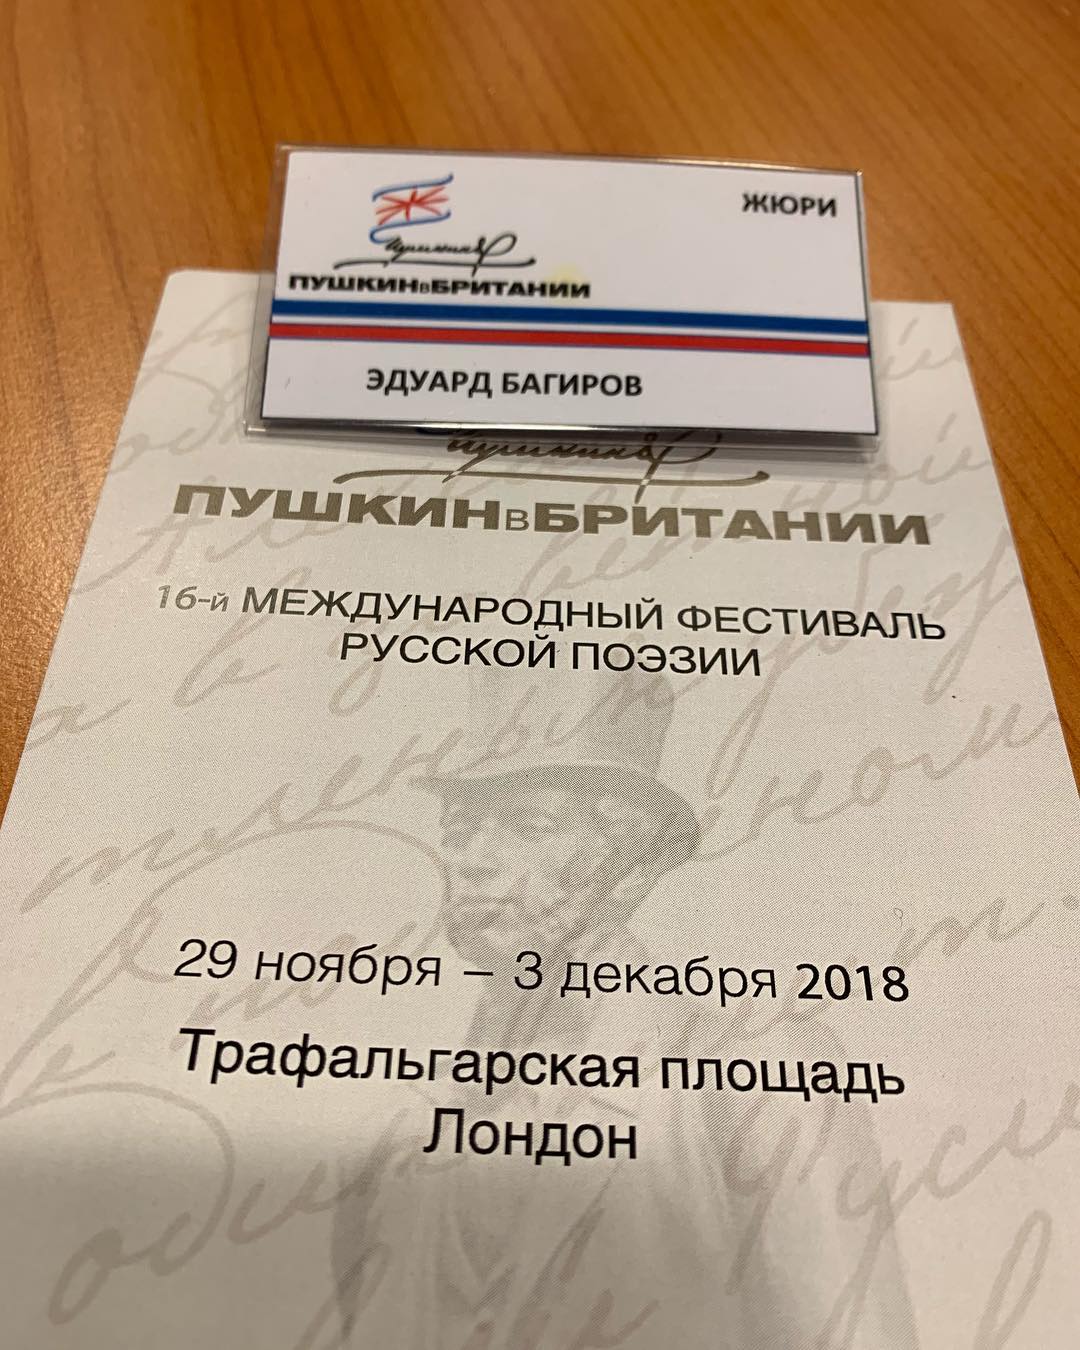 ЖЮРИ
ПУШКИНвБРИТАНИИ
ЭДУАРД БАГИРОВ
ПУШКИНвБРИТАНИИ
16-й МЕЖДУНАРОДНЫЙ ФЕСТИВАЛЬ
РУССКОЙ ПОЭЗИИ
29 ноября – 3 декабря 2018
Трафальгарская площадь
Лондон